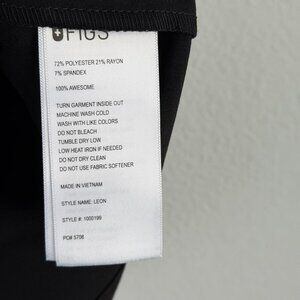 FIGS
72% POLYESTER 21% RAYON
7% SPANDEX
100% AWESOME
TURN GARMENT INSIDE OUT
MACHINE WASH COLD
WASH WITH LIKE COLORS
DO NOT BLEACH
TUMBLE DRY LOW
LOW HEAT IRON IF NEEDED
DO NOT DRY CLEAN
DO NOT USE FABRIC SOFTENER
MADE IN VIETNAM
STYLE NAME: LEON
STYLE #: 1000199
PO# 5706